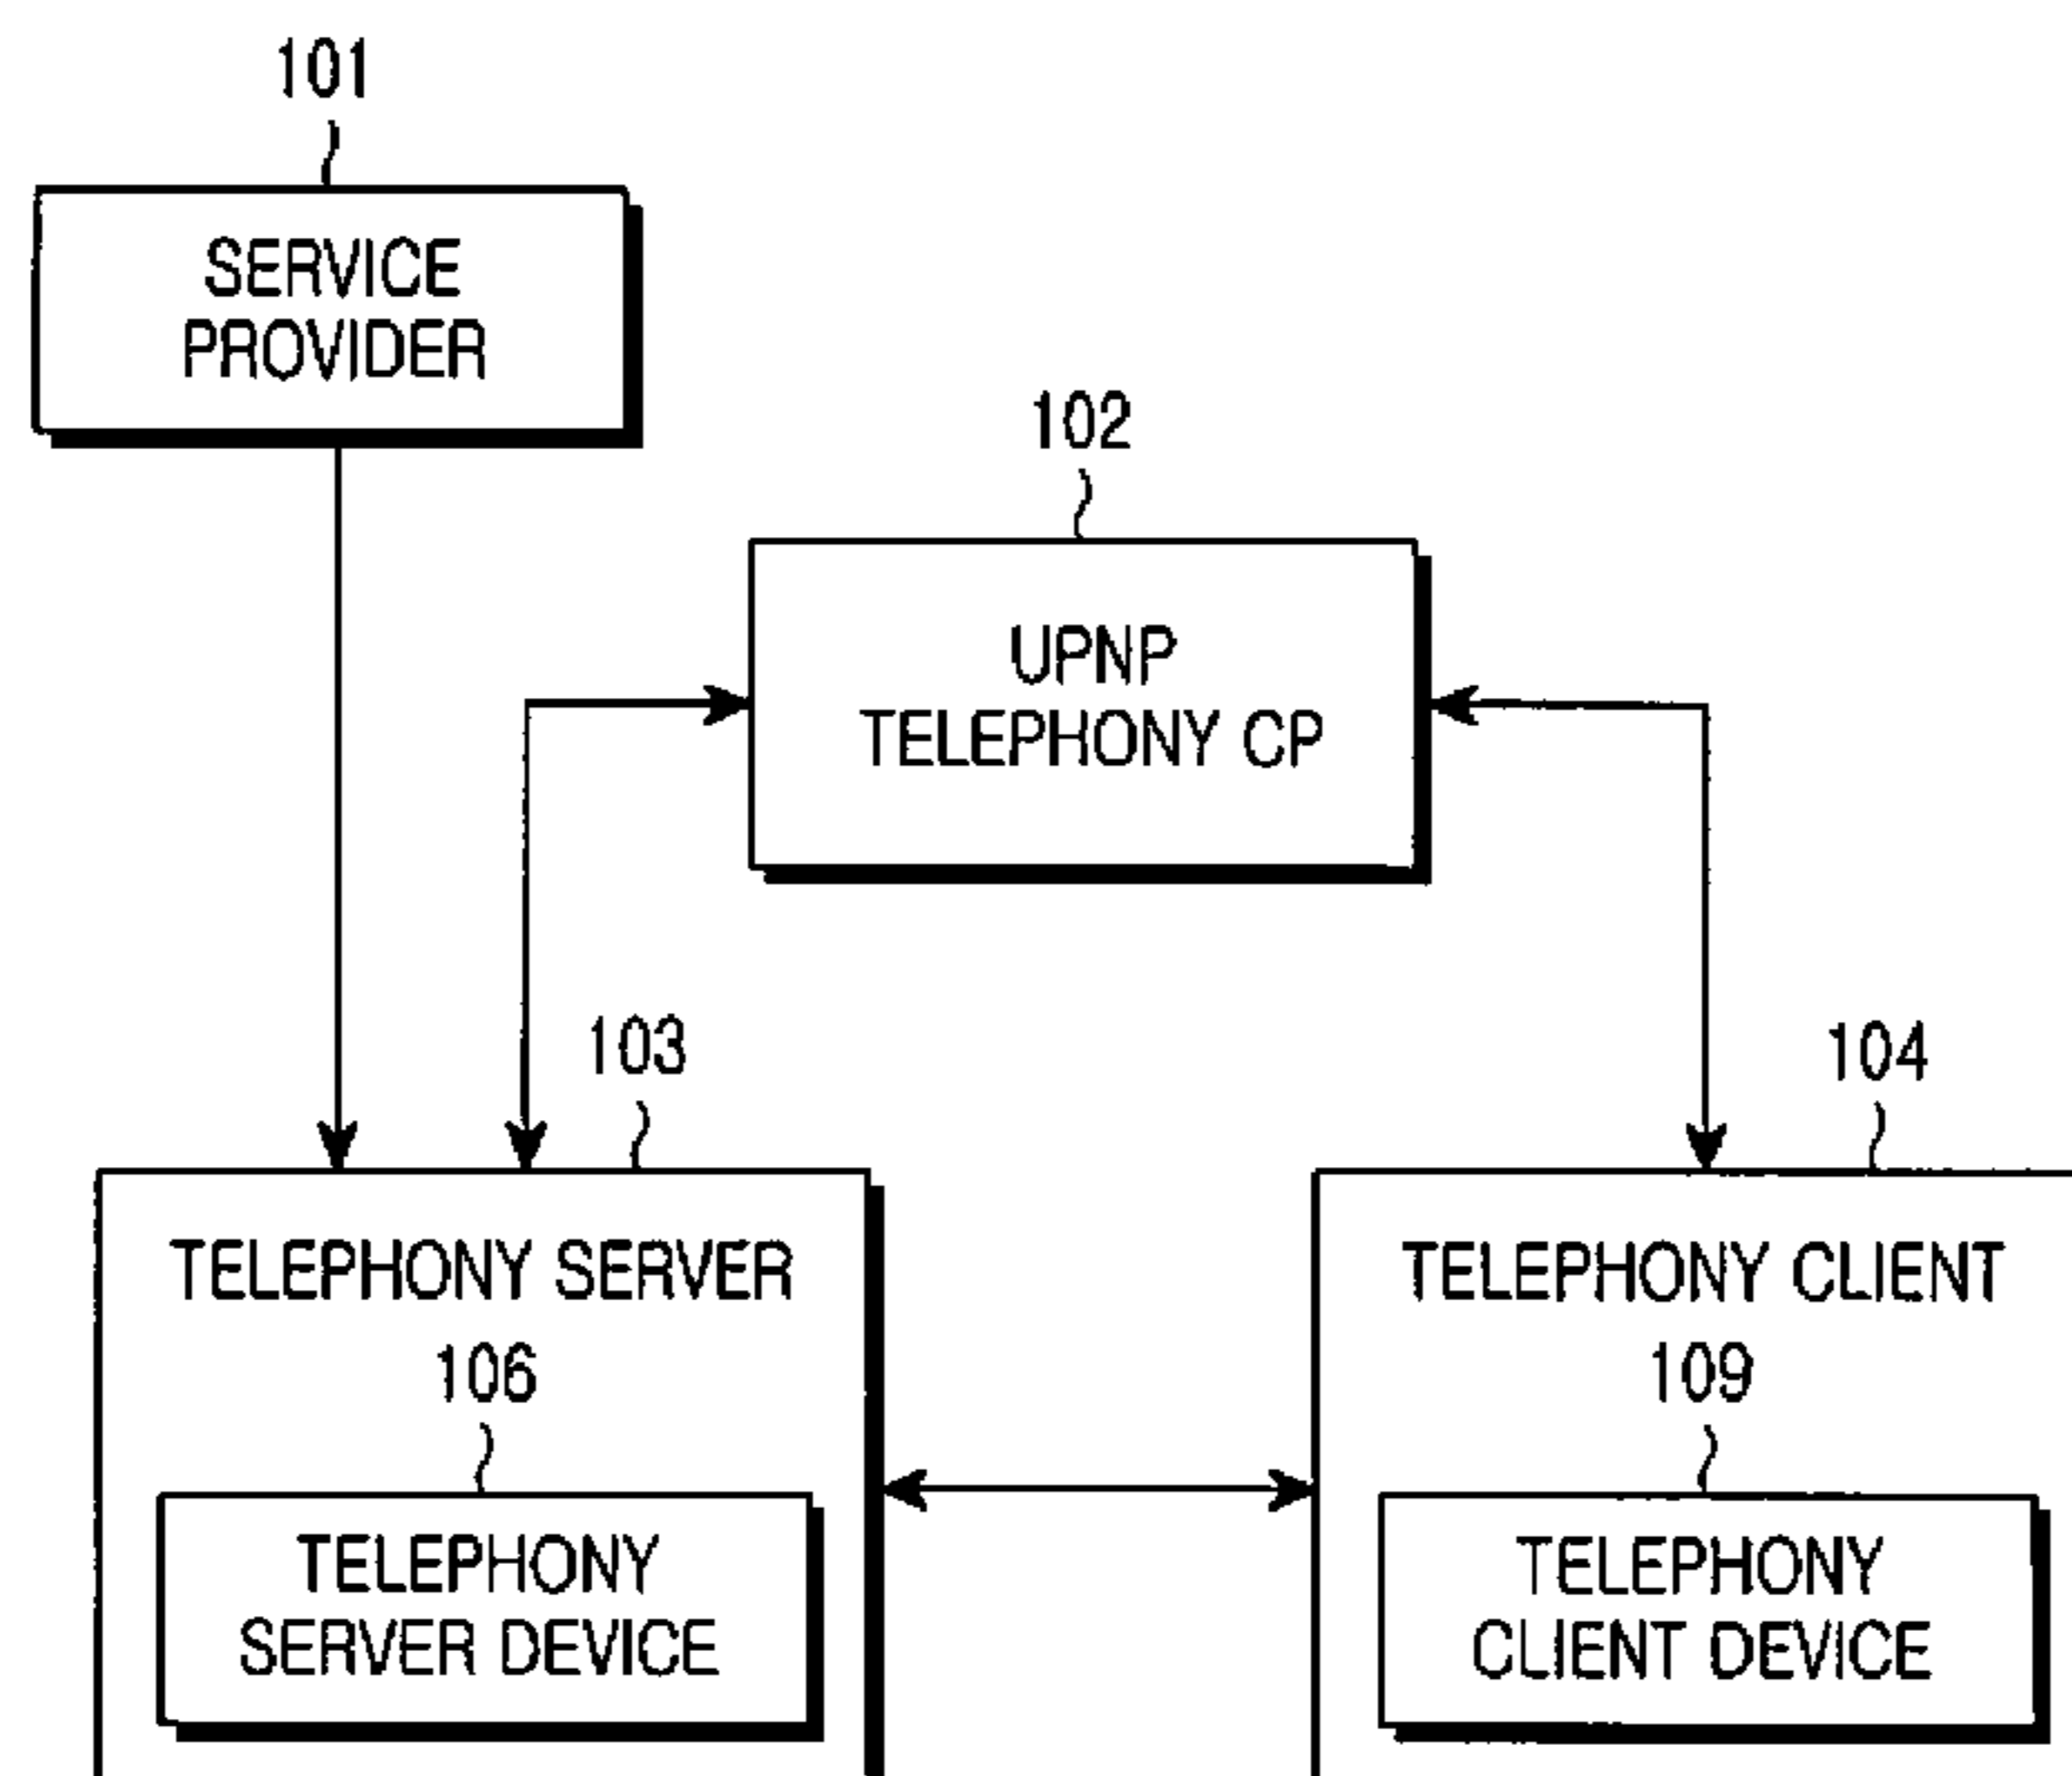 101
SERVICE
PROVIDER
102
UPNP
TELEPHONY CP
103
104
TELEPHONY SERVER
TELEPHONY CLIENT
106
109
TELEPHONY
SERVER DEVICE
TELEPHONY
CLIENT DEVICE